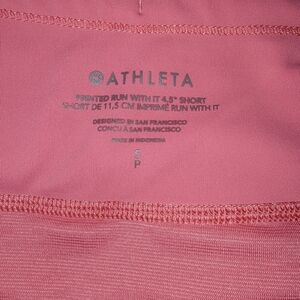 ATHLETA
PRINTED RUN WITH IT 4.5" SHORT
SHORT DE 11,5 CM IMPRIMÉ RUN WITH IT
DESIGNED IN SAN FRANCISCO
CONÇU À SAN FRANCISCO
MADE IN INDONESIA
P